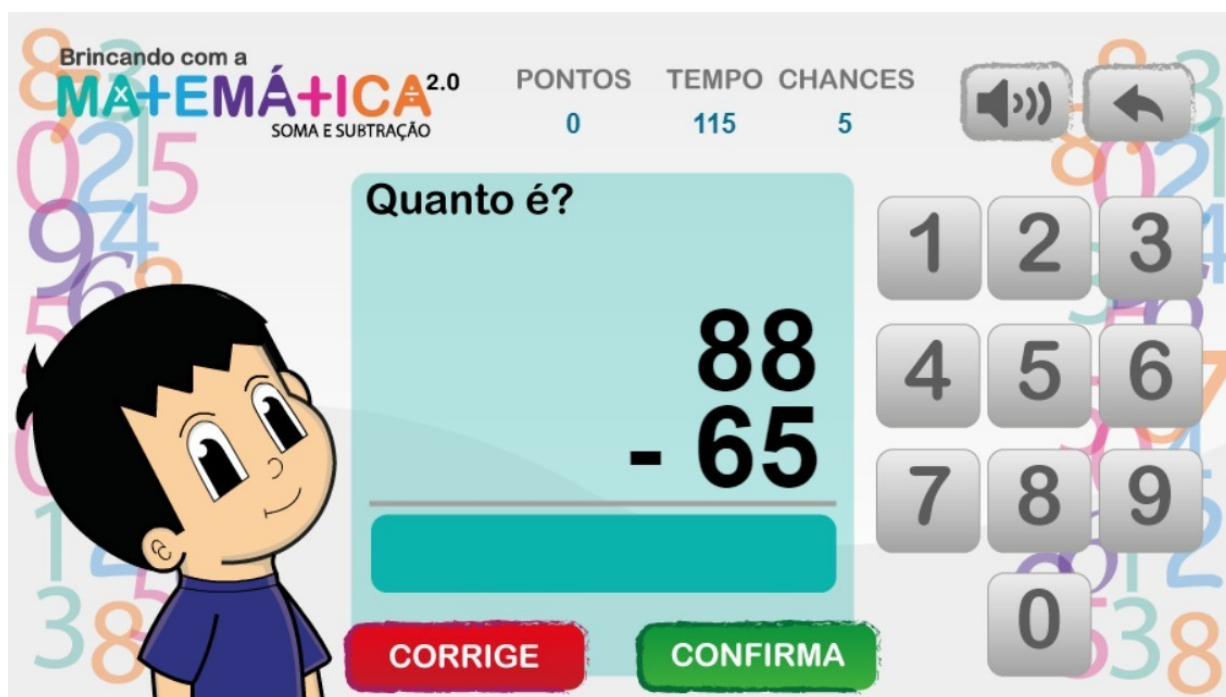 Brincando com a
MATEMÁTICA 2.0
SOMA E SUBTRAÇÃO
PONTOS TEMPO CHANCES
0 115 5
Quanto é?
88
- 65
1 2 3
4 5 6
7 8 9
0
CORRIGE CONFIRMA